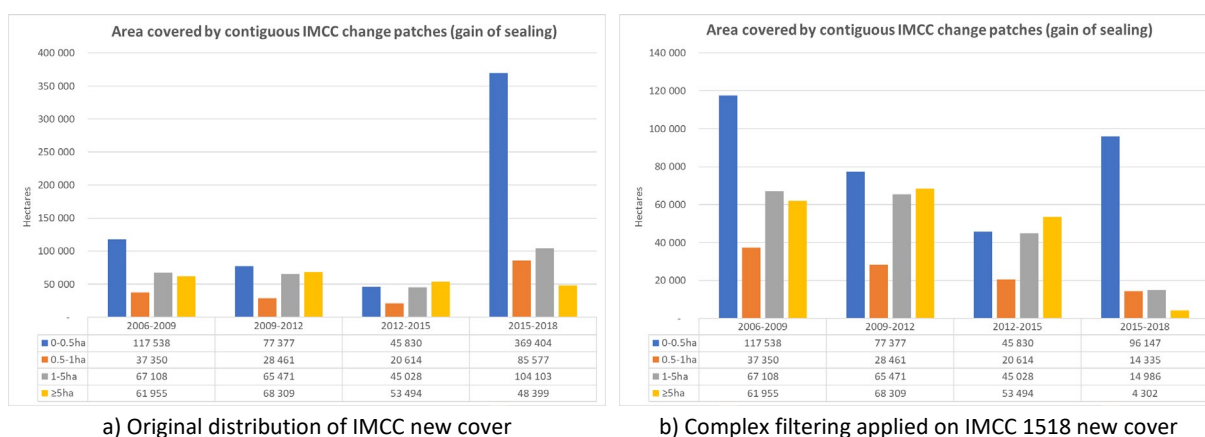 Area covered by contiguous IMCC change patches (gain of sealing)
400 000
350 000
300 000
250 000
200 000
150 000
100 000
50 000
-
Hectares
2006-2009 2009-2012 2012-2015 2015-2018
0-0.5ha 117 538 77 377 45 830 369 404
0.5-1ha 37 350 28 461 20 614 85 577
1-5ha 67 108 65 471 45 028 104 103
≥5ha 61 955 68 309 53 494 48 399
a) Original distribution of IMCC new cover
Area covered by contiguous IMCC change patches (gain of sealing)
140 000
120 000
100 000
80 000
60 000
40 000
20 000
-
Hectares
2006-2009 2009-2012 2012-2015 2015-2018
0-0.5ha 117 538 77 377 45 830 96 147
0.5-1ha 37 350 28 461 20 614 14 335
1-5ha 67 108 65 471 45 028 14 986
≥5ha 61 955 68 309 53 494 4 302
b) Complex filtering applied on IMCC 1518 new cover